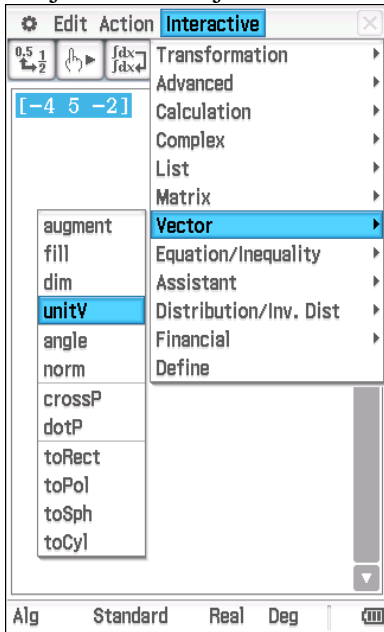 Edit Action Interactive
0.5 1 2 ∫dx ∫dx
Transformation
Advanced
[-4 5 -2]
Calculation
Complex
List
Matrix
Vector
Equation/Inequality
Assistant
Distribution/Inv. Dist
Financial
Define
augment
fill
dim
unitV
angle
norm
crossP
dotP
toRect
toPol
toSph
toCyl
Alg Standard Real Deg